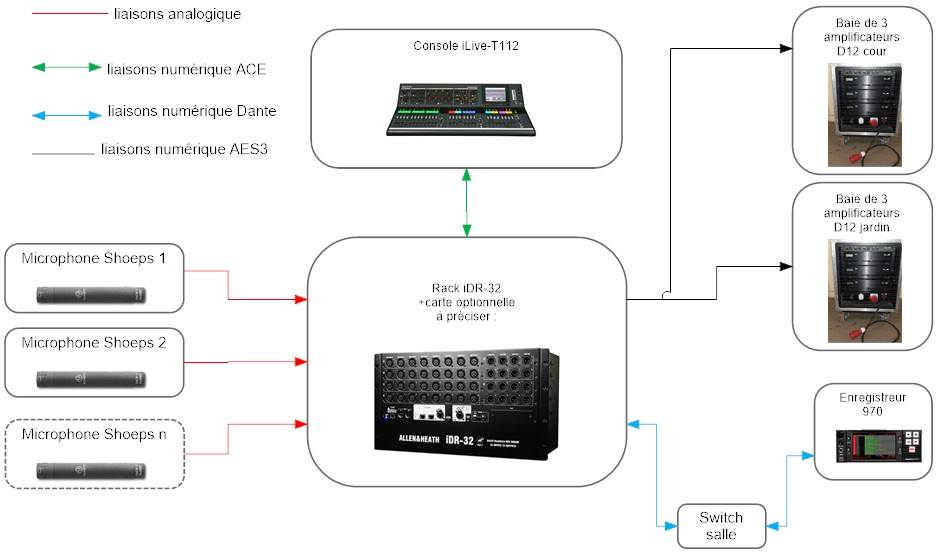 liaisons analogique
liaisons numérique ACE
liaisons numérique Dante
liaisons numérique AES3
Console iLive-T112
Baie de 3
amplificateurs
D12 cour
Baie de 3
amplificateurs
D12 jardin
Microphone Shoeps 1
Microphone Shoeps 2
Microphone Shoeps n
Rack iDR-32
+carte optionnelle
à préciser :
ALLEN&HEATH iDR-32
Enregistreur
970
Switch
salle